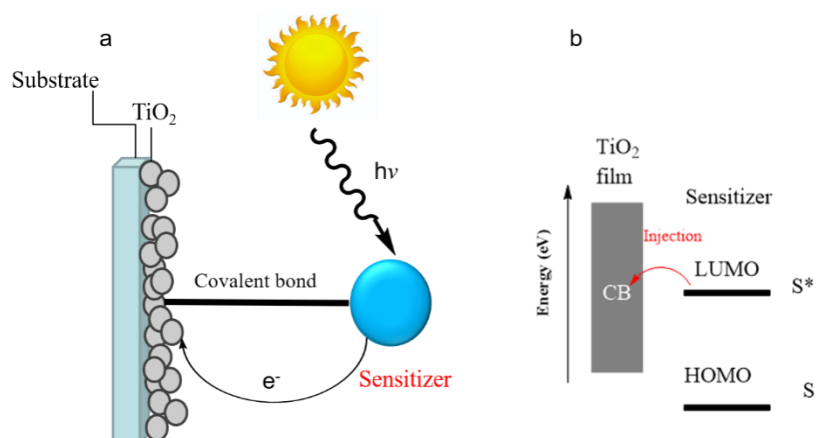 a
Substrate
TiO₂
hν
Covalent bond
e⁻
Sensitizer
b
TiO₂
film
Sensitizer
Energy (eV)
Injection
LUMO
CB
S*
HOMO
S